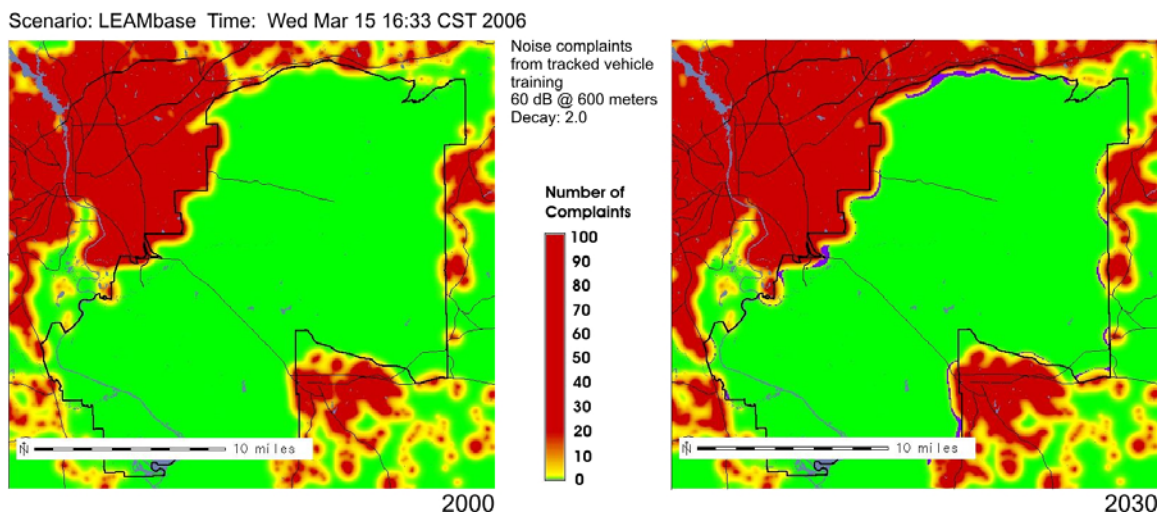 Scenario: LEAMbase Time: Wed Mar 15 16:33 CST 2006
Noise complaints
from tracked vehicle
training
60 dB @ 600 meters
Decay: 2.0
Number of
Complaints
100
90
80
70
60
50
40
30
20
10
0
N
10 miles
2000
N
10 miles
2030